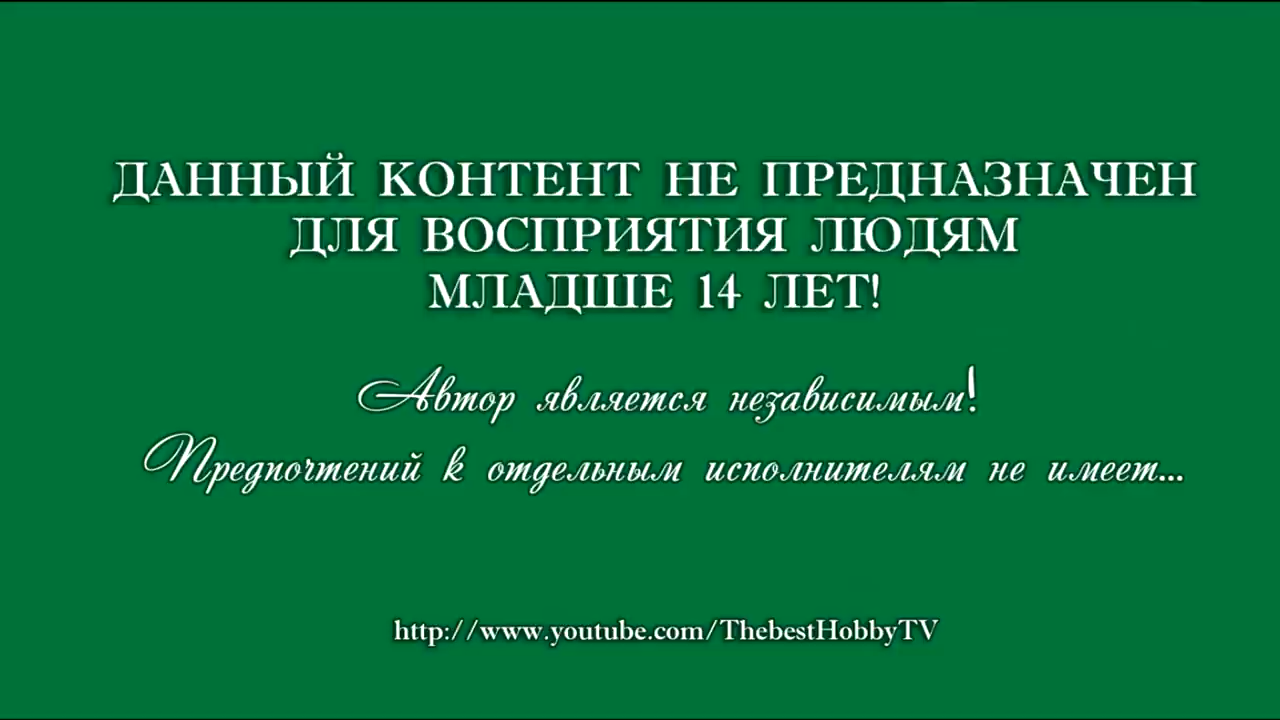 ДАННЫЙ КОНТЕНТ НЕ ПРЕДНАЗНАЧЕН
ДЛЯ ВОСПРИЯТИЯ ЛЮДЯМ
МЛАДШЕ 14 ЛЕТ!
Автор является независимым!
Предпочтений к отдельным исполнителям не имеет...
http://www.youtube.com/ThebestHobbyTV